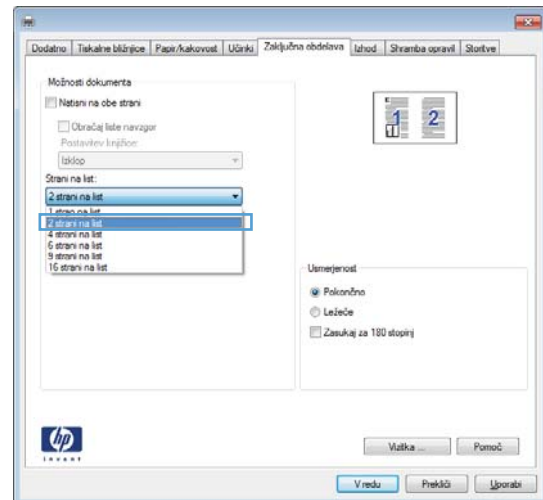 Dodatno Tiskalne bližnjice Papir/kakovost Učinki Zaključna obdelava Izhod Shramba opravil Storitve
Možnosti dokumenta
Natisni na obe strani
Obračaj liste navzgor
Postavitev knjižice:
Izklop
Strani na list:
2 strani na list
1 stran na list
2 strani na list
4 strani na list
6 strani na list
9 strani na list
16 strani na list
1 2
Usmerjenost
Pokončno
Ležeče
Zasukaj za 180 stopinj
hp
invent
Vizitka ... Pomoč
V redu Prekliči Uporabi